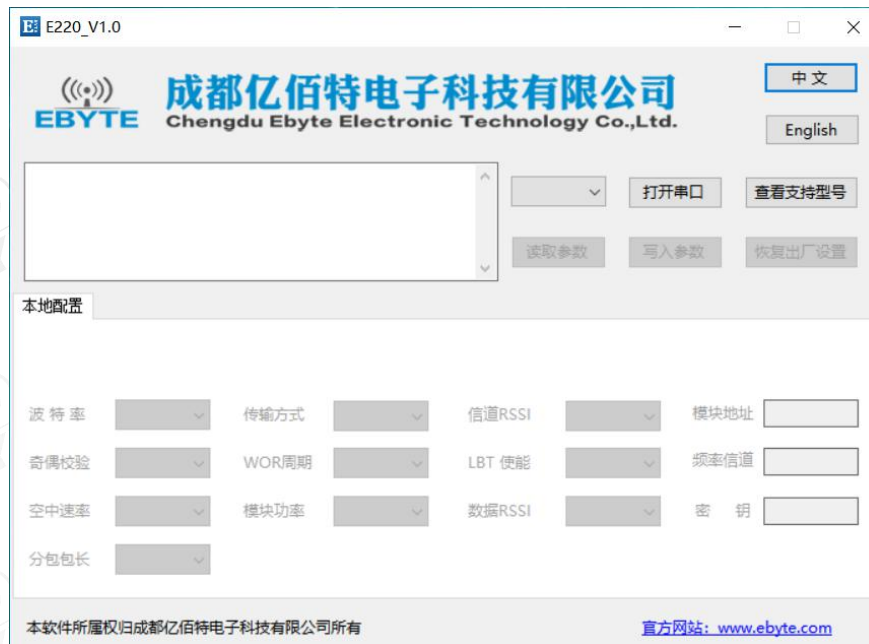 E220_V1.0
EBYTE
成都亿佰特电子科技有限公司
Chengdu Ebyte Electronic Technology Co.,Ltd.
中文
English
打开串口
查看支持型号
读取参数
写入参数
恢复出厂设置
本地配置
波特率
传输方式
信道RSSI
模块地址
奇偶校验
WOR周期
LBT 使能
频率信道
空中速率
模块功率
数据RSSI
密 钥
分包包长
本软件所属权归成都亿佰特电子科技有限公司所有
官方网站：www.ebyte.com